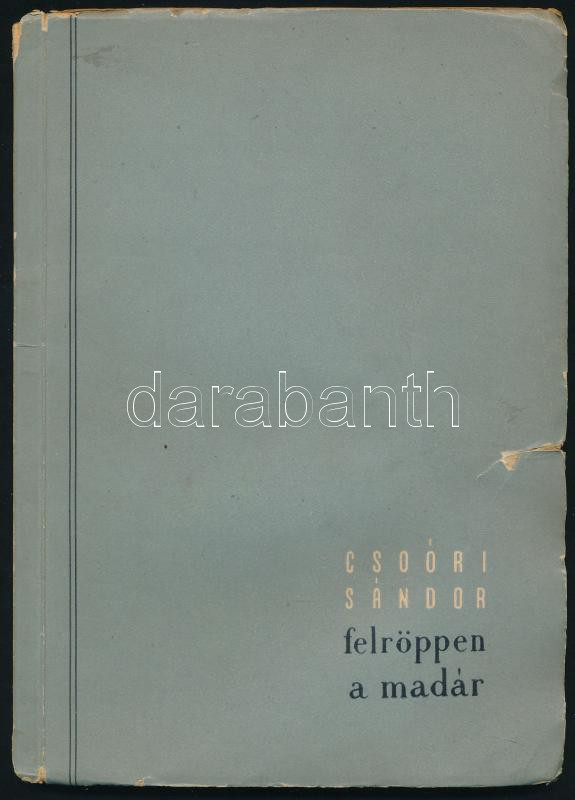 darabanth
CSOÓRI
SÁNDOR
felröppen
a madár